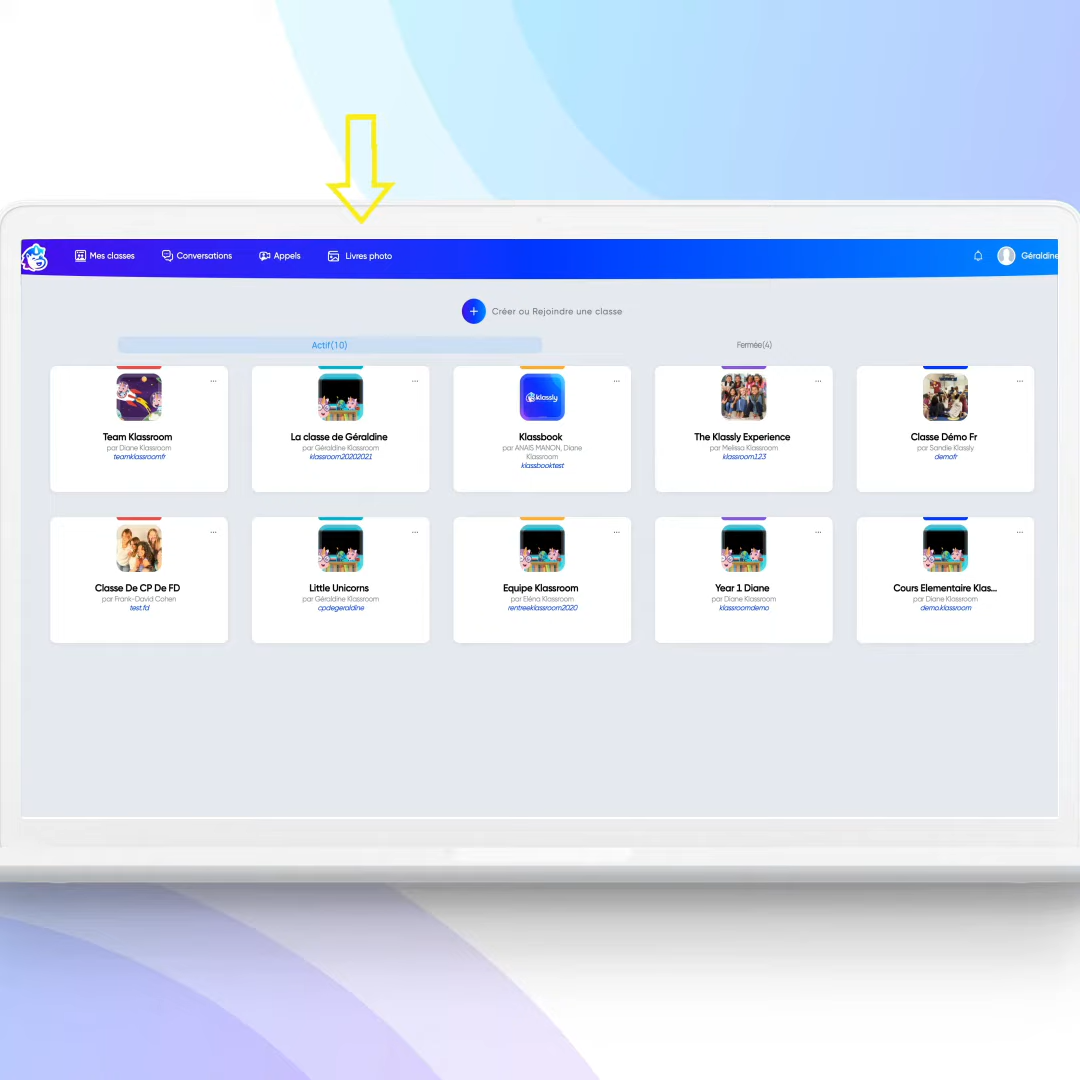 Mes classes
Conversations
Appels
Livres photo
Géraldine
Créer ou Rejoindre une classe
Actif(10)
Fermée(4)
Team Klassroom
par Diane Klassroom
teamklassroomfr
La classe de Géraldine
par Géraldine Klassroom
klassroom20202021
klassly
Klassbook
par ANAIS MANON, Diane
Klassroom
klassbooktest
The Klassly Experience
par Melissa Klassroom
klassroom123
Classe Démo Fr
par Sandie Klassly
demofr
Classe De CP De FD
par Frank-David Cohen
test.fd
Little Unicorns
par Géraldine Klassroom
cpdegeraldine
Equipe Klassroom
par Eléna Klassroom
rentreeklassroom2020
Year 1 Diane
par Diane Klassroom
klassroomdemo
Cours Elementaire Klas...
par Diane Klassroom
demo.klassroom